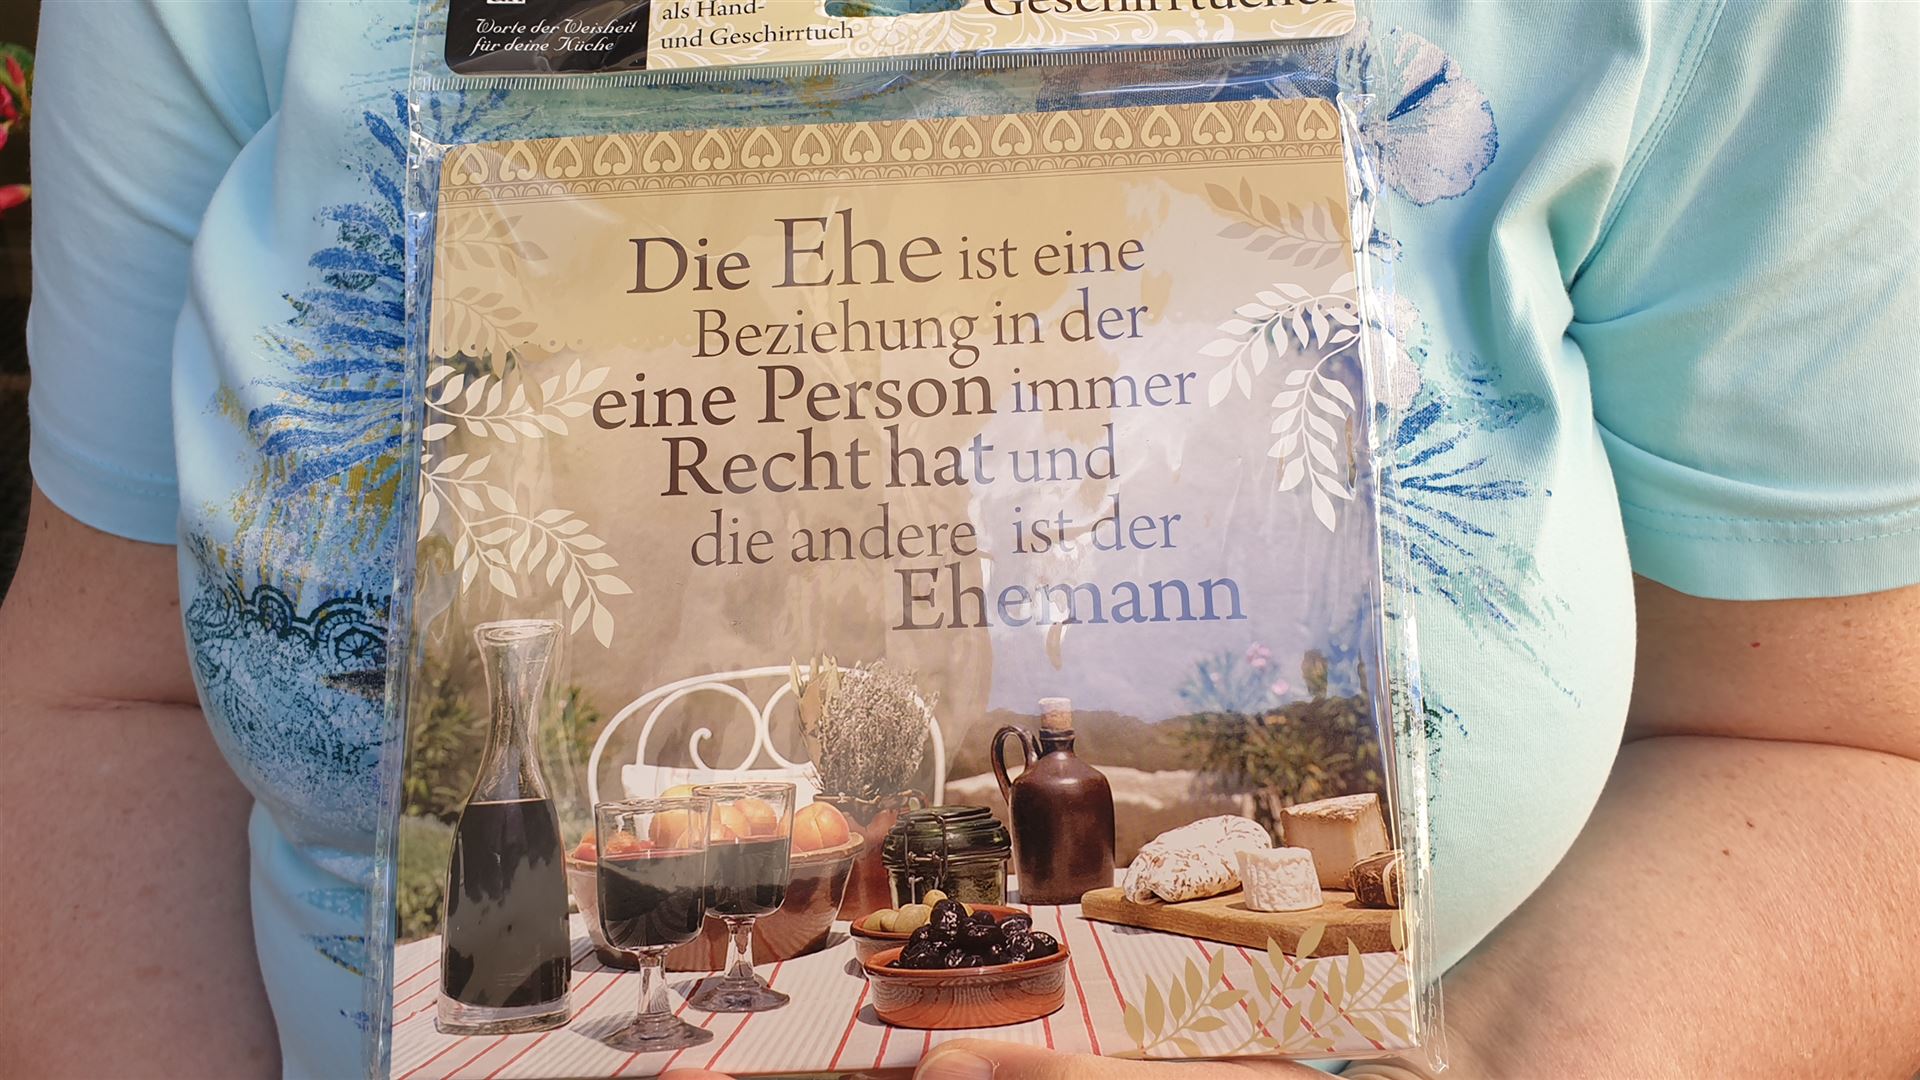 Worte der Weisheit
für deine Küche
als Hand-
und Geschirrtuch
Geschirrtücher
Die Ehe ist eine
Beziehung in der
eine Person immer
Recht hat und
die andere ist der
Ehemann